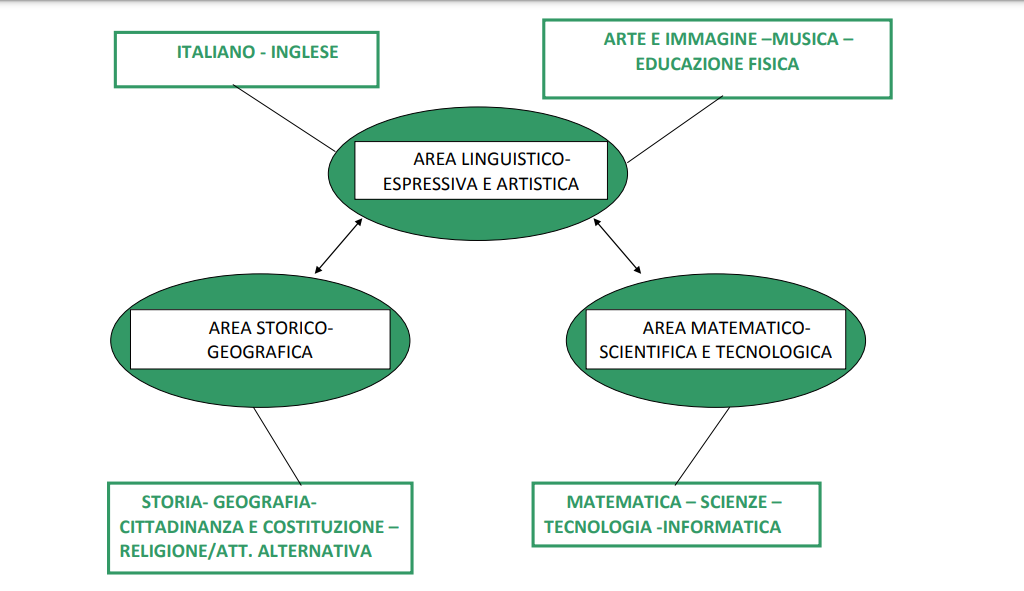 ITALIANO - INGLESE
ARTE E IMMAGINE –MUSICA –
EDUCAZIONE FISICA
AREA LINGUISTICO-
ESPRESSIVA E ARTISTICA
AREA STORICO-
GEOGRAFICA
AREA MATEMATICO-
SCIENTIFICA E TECNOLOGICA
STORIA- GEOGRAFIA-
CITTADINANZA E COSTITUZIONE –
RELIGIONE/ATT. ALTERNATIVA
MATEMATICA – SCIENZE –
TECNOLOGIA -INFORMATICA